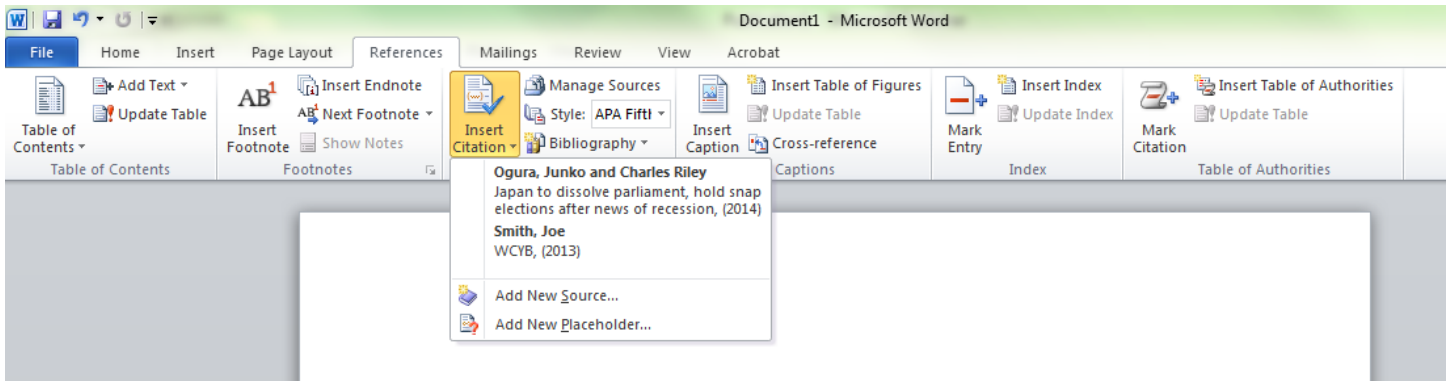 W
Document1 - Microsoft Word
File Home Insert Page Layout References Mailings Review View Acrobat
Table of Contents
Add Text
Update Table
Table of Contents
AB1
Insert Footnote
Insert Endnote
AB1 Next Footnote
Show Notes
Footnotes
Insert Citation
Manage Sources
Style: APA Fifth
Bibliography
Ogura, Junko and Charles Riley
Japan to dissolve parliament, hold snap
elections after news of recession, (2014)
Smith, Joe
WCYB, (2013)
Add New Source...
Add New Placeholder...
Insert Caption
Insert Table of Figures
Update Table
Cross-reference
Captions
Mark Entry
Insert Index
Update Index
Index
Mark Citation
Insert Table of Authorities
Update Table
Table of Authorities